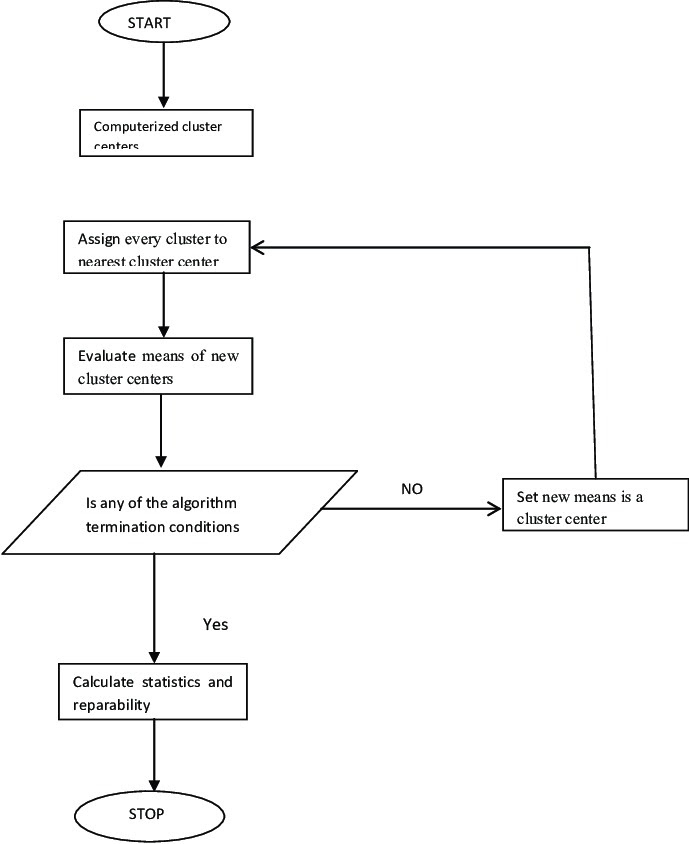 START
Computerized cluster
centers
Assign every cluster to
nearest cluster center
Evaluate means of new
cluster centers
Is any of the algorithm
termination conditions
NO
Set new means is a
cluster center
Yes
Calculate statistics and
reparability
STOP